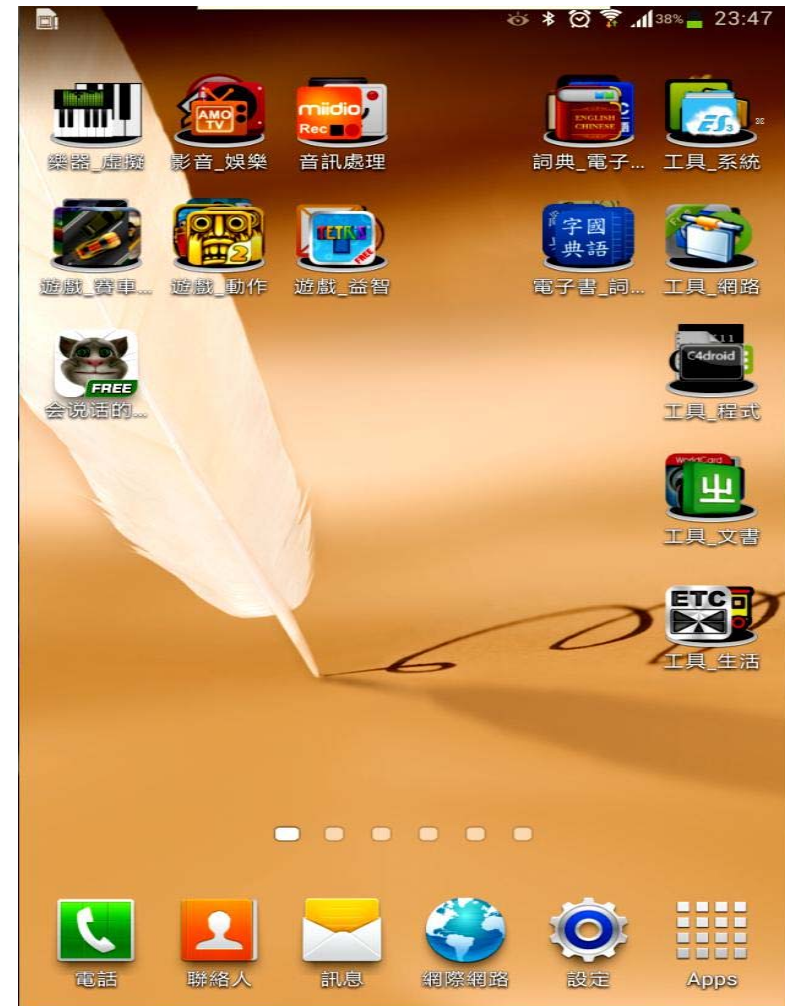 38% 23:47
AMO TV
miidio Rec
ENGLISH CHINESE
ES 3
樂器_虛擬 影音_娛樂 音訊處理 詞典_電子... 工具_系統
2
TETRIS FREE
字國典語
遊戲_賽車... 遊戲_動作 遊戲_益智 電子書_詞... 工具_網路
FREE
C4droid
会说话的... 工具_程式
WorldCard
工具_文書
ETC
工具_生活
電話 聯絡人 訊息 網際網路 設定 Apps